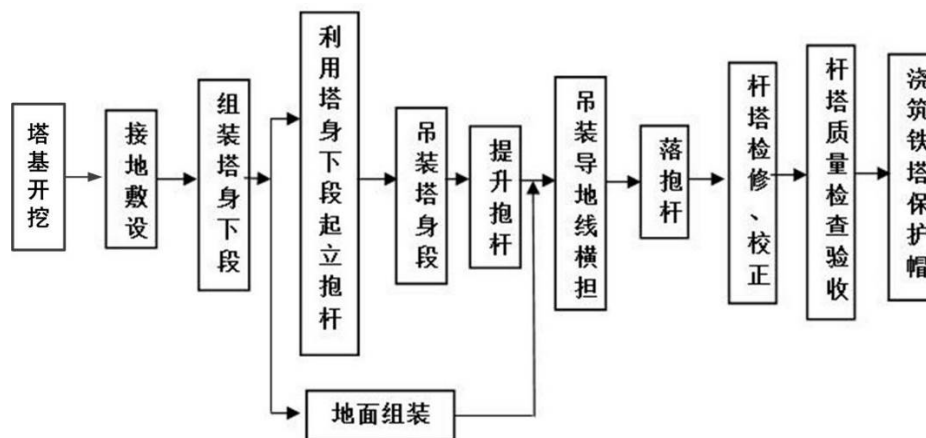 塔基开挖
接地敷设
组装塔身下段
利用塔身下段起立抱杆
吊装塔身段
提升抱杆
吊装导地线横担
落抱杆
杆塔检修、校正
杆塔质量检查验收
浇筑铁塔保护帽
地面组装